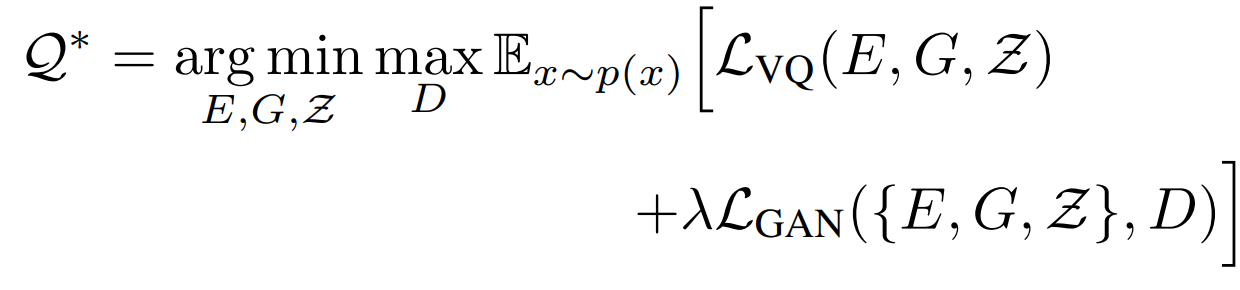 𝒬* = arg min_{E,G,𝒵} max_D 𝔼_{x∼p(x)} [ℒ_VQ(E, G, 𝒵)
+λℒ_GAN({E, G, 𝒵}, D)]